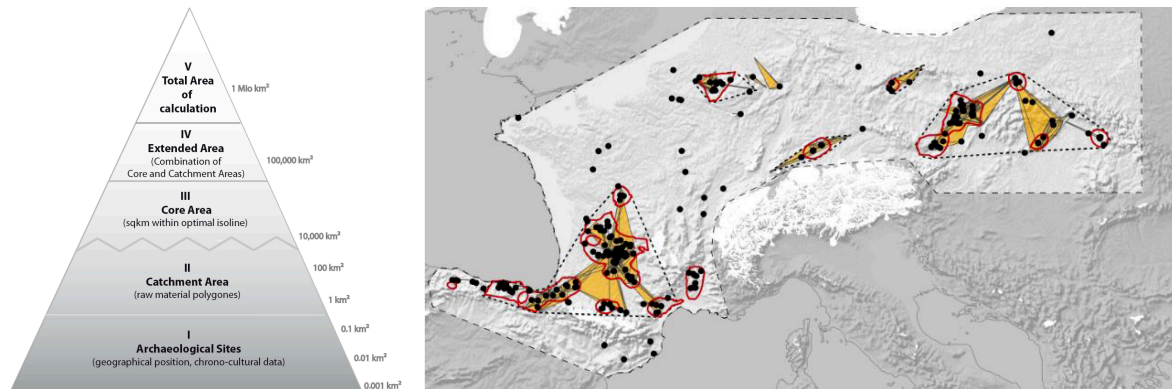 V
Total Area
of
calculation
1 Mio km²
IV
Extended Area
(Combination of
Core and Catchment Areas)
100,000 km²
III
Core Area
(sqkm within optimal isoline)
10,000 km²
II
Catchment Area
(raw material polygones)
100 km²
1 km²
I
Archaeological Sites
(geographical position, chrono-cultural data)
0.1 km²
0.01 km²
0.001 km²